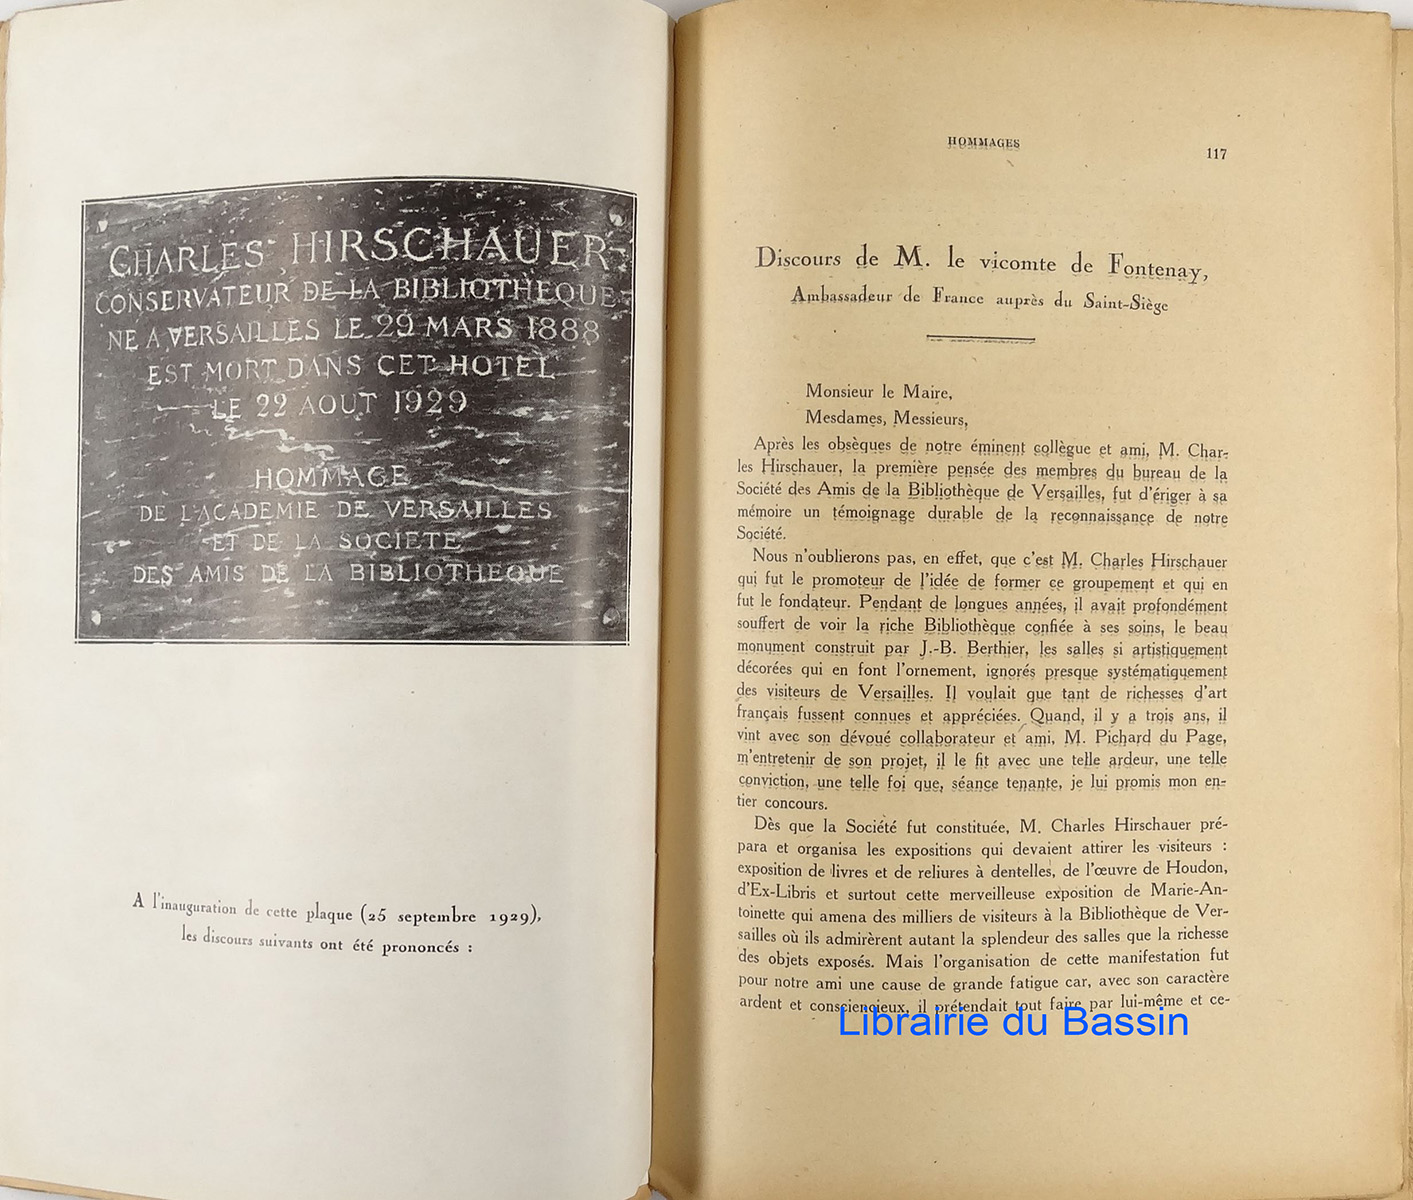 CHARLES HIRSCHAUER
CONSERVATEUR DE LA BIBLIOTHEQUE
NE A VERSAILLES LE 29 MARS 1888
EST MORT DANS CET HOTEL
LE 22 AOUT 1929
HOMMAGE
DE L'ACADEMIE DE VERSAILLES
ET DE LA SOCIETE
DES AMIS DE LA BIBLIOTHEQUE
A l'inauguration de cette plaque (25 septembre 1929),
les discours suivants ont été prononcés :
HOMMAGES
117
Discours de M. le vicomte de Fontenay,
Ambassadeur de France auprès du Saint-Siège
Monsieur le Maire,
Mesdames, Messieurs,
Après les obsèques de notre éminent collègue et ami, M. Char-
les Hirschauer, la première pensée des membres du bureau de la
Société des Amis de la Bibliothèque de Versailles, fut d'ériger à sa
mémoire un témoignage durable de la reconnaissance de notre
Société.
Nous n'oublierons pas, en effet, que c'est M. Charles Hirschauer
qui fut le promoteur de l'idée de former ce groupement et qui en
fut le fondateur. Pendant de longues années, il avait profondément
souffert de voir la riche Bibliothèque confiée à ses soins, le beau
monument construit par J.-B. Berthier, les salles si artistiquement
décorées qui en font l'ornement, ignorés presque systématiquement
des visiteurs de Versailles. Il voulait que tant de richesses d'art
français fussent connues et appréciées. Quand, il y a trois ans, il
vint avec son dévoué collaborateur et ami, M. Pichard du Page,
m'entretenir de son projet, il le fit avec une telle ardeur, une telle
conviction, une telle foi que, séance tenante, je lui promis mon en-
tier concours.
Dès que la Société fut constituée, M. Charles Hirschauer pré-
para et organisa les expositions qui devaient attirer les visiteurs :
exposition de livres et de reliures à dentelles, de l'œuvre de Houdon,
d'Ex-Libris et surtout cette merveilleuse exposition de Marie-An-
toinette qui amena des milliers de visiteurs à la Bibliothèque de Ver-
sailles où ils admirèrent autant la splendeur des salles que la richesse
des objets exposés. Mais l'organisation de cette manifestation fut
pour notre ami une cause de grande fatigue car, avec son caractère
ardent et consciencieux, il prétendait tout faire par lui-même et ce-
Librairie du Bassin